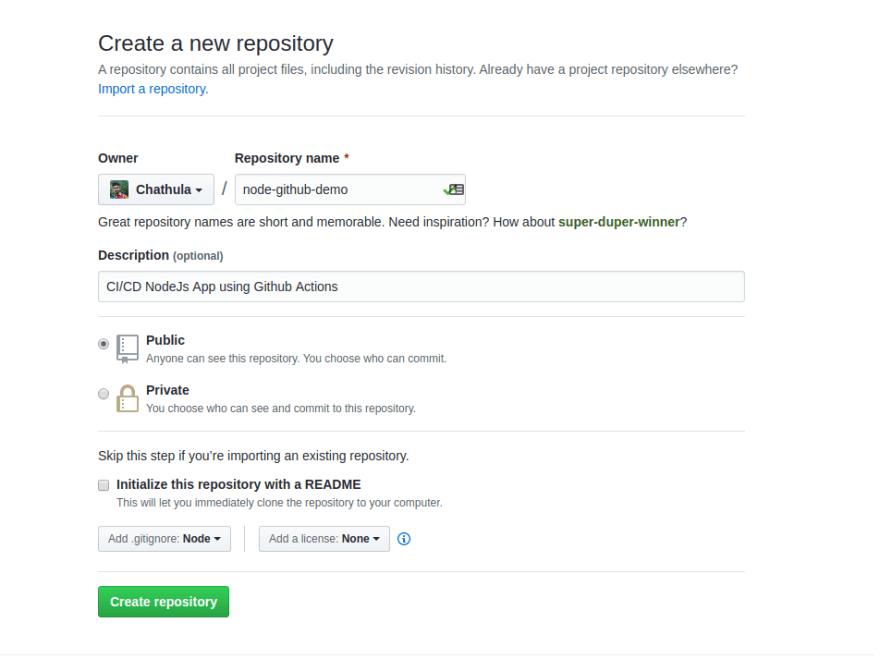 Create a new repository
A repository contains all project files, including the revision history. Already have a project repository elsewhere?
Import a repository.
Owner Repository name *
Chathula / node-github-demo
Great repository names are short and memorable. Need inspiration? How about super-duper-winner?
Description (optional)
CI/CD NodeJs App using Github Actions
Public
Anyone can see this repository. You choose who can commit.
Private
You choose who can see and commit to this repository.
Skip this step if you’re importing an existing repository.
Initialize this repository with a README
This will let you immediately clone the repository to your computer.
Add .gitignore: Node Add a license: None
Create repository